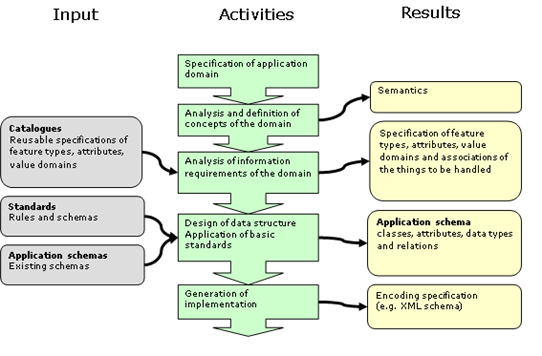 Input
Activities
Results
Specification of application
domain
Analysis and definition of
concepts of the domain
Semantics
Catalogues
Reusable specifications of
feature types, attributes,
value domains
Analysis of information
requirements of the domain
Specification of feature
types, attributes, value
domains and associations of
the things to be handled
Standards
Rules and schemas
Application schemas
Existing schemas
Design of data structure
Application of basic
standards
Application schema
classes, attributes, data types
and relations
Generation of
implementation
Encoding specification
(e.g. XML schema)